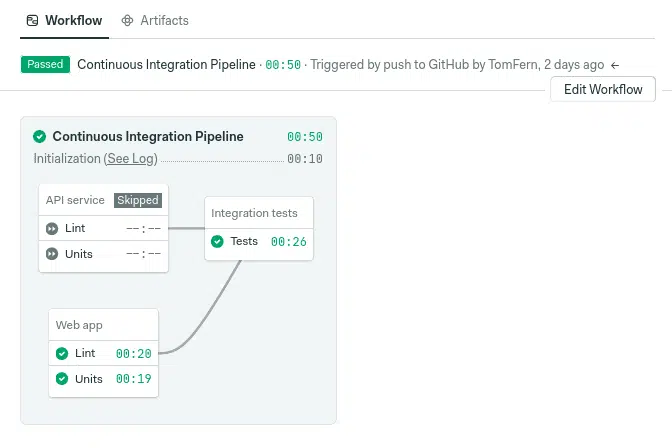 Workflow Artifacts
Passed Continuous Integration Pipeline · 00:50 · Triggered by push to GitHub by TomFern, 2 days ago ←
Edit Workflow
Continuous Integration Pipeline 00:50
Initialization (See Log) 00:10
API service Skipped
Lint --:--
Units --:--
Integration tests
Tests 00:26
Web app
Lint 00:20
Units 00:19